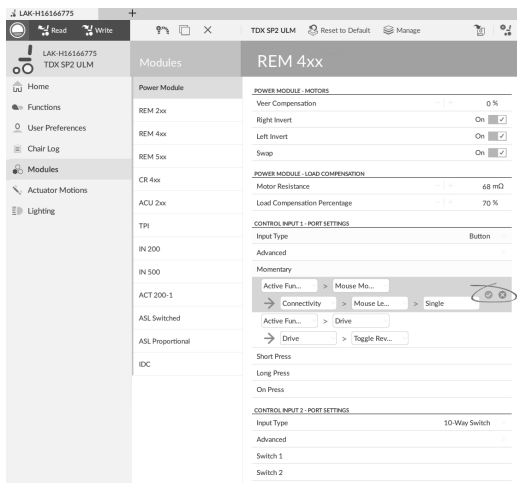 LAK-H16166775
Read
Write
TDX SP2 ULM
Reset to Default
Manage
LAK-H16166775
TDX SP2 ULM
Home
Functions
User Preferences
Chair Log
Modules
Actuator Motions
Lighting
Modules
Power Module
REM 2xx
REM 4xx
REM 5xx
CR 4xx
ACU 2xx
TPI
IN 200
IN 500
ACT 200-1
ASL Switched
ASL Proportional
IDC
REM 4xx
POWER MODULE - MOTORS
Veer Compensation 0 %
Right Invert On
Left Invert On
Swap On
POWER MODULE - LOAD COMPENSATION
Motor Resistance 68 mΩ
Load Compensation Percentage 70 %
CONTROL INPUT 1 - PORT SETTINGS
Input Type Button
Advanced
Momentary
Active Fun... > Mouse Mo...
Connectivity > Mouse Le... > Single
Active Fun... > Drive
Drive > Toggle Rev...
Short Press
Long Press
On Press
CONTROL INPUT 2 - PORT SETTINGS
Input Type 10-Way Switch
Advanced
Switch 1
Switch 2